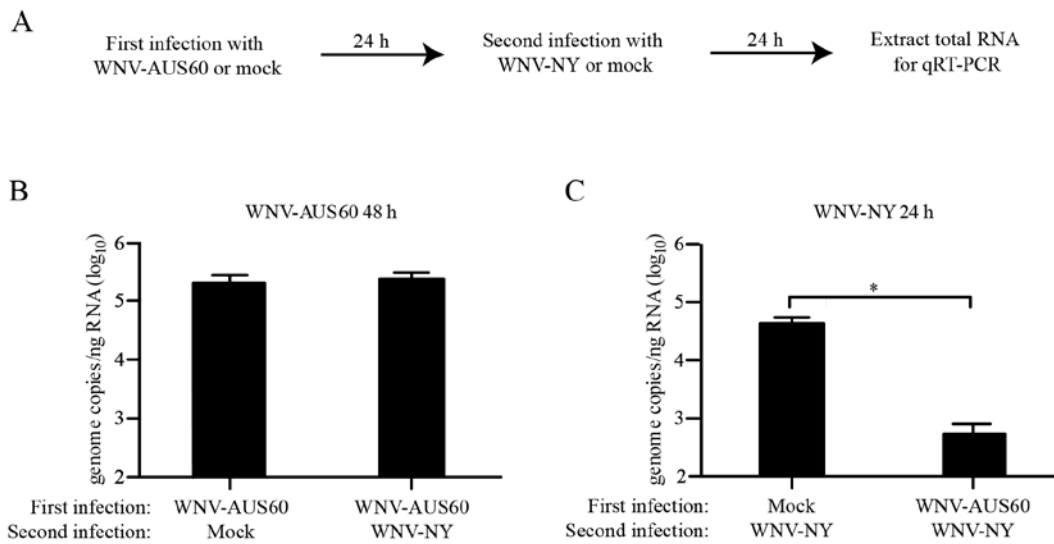 A
First infection with
WNV-AUS60 or mock
24 h
Second infection with
WNV-NY or mock
24 h
Extract total RNA
for qRT-PCR
B
WNV-AUS60 48 h
genome copies/ng RNA (log10)
6
5
4
3
2
First infection: WNV-AUS60 WNV-AUS60
Second infection: Mock WNV-NY
C
WNV-NY 24 h
genome copies/ng RNA (log10)
6
5
4
3
2
*
First infection: Mock WNV-AUS60
Second infection: WNV-NY WNV-NY